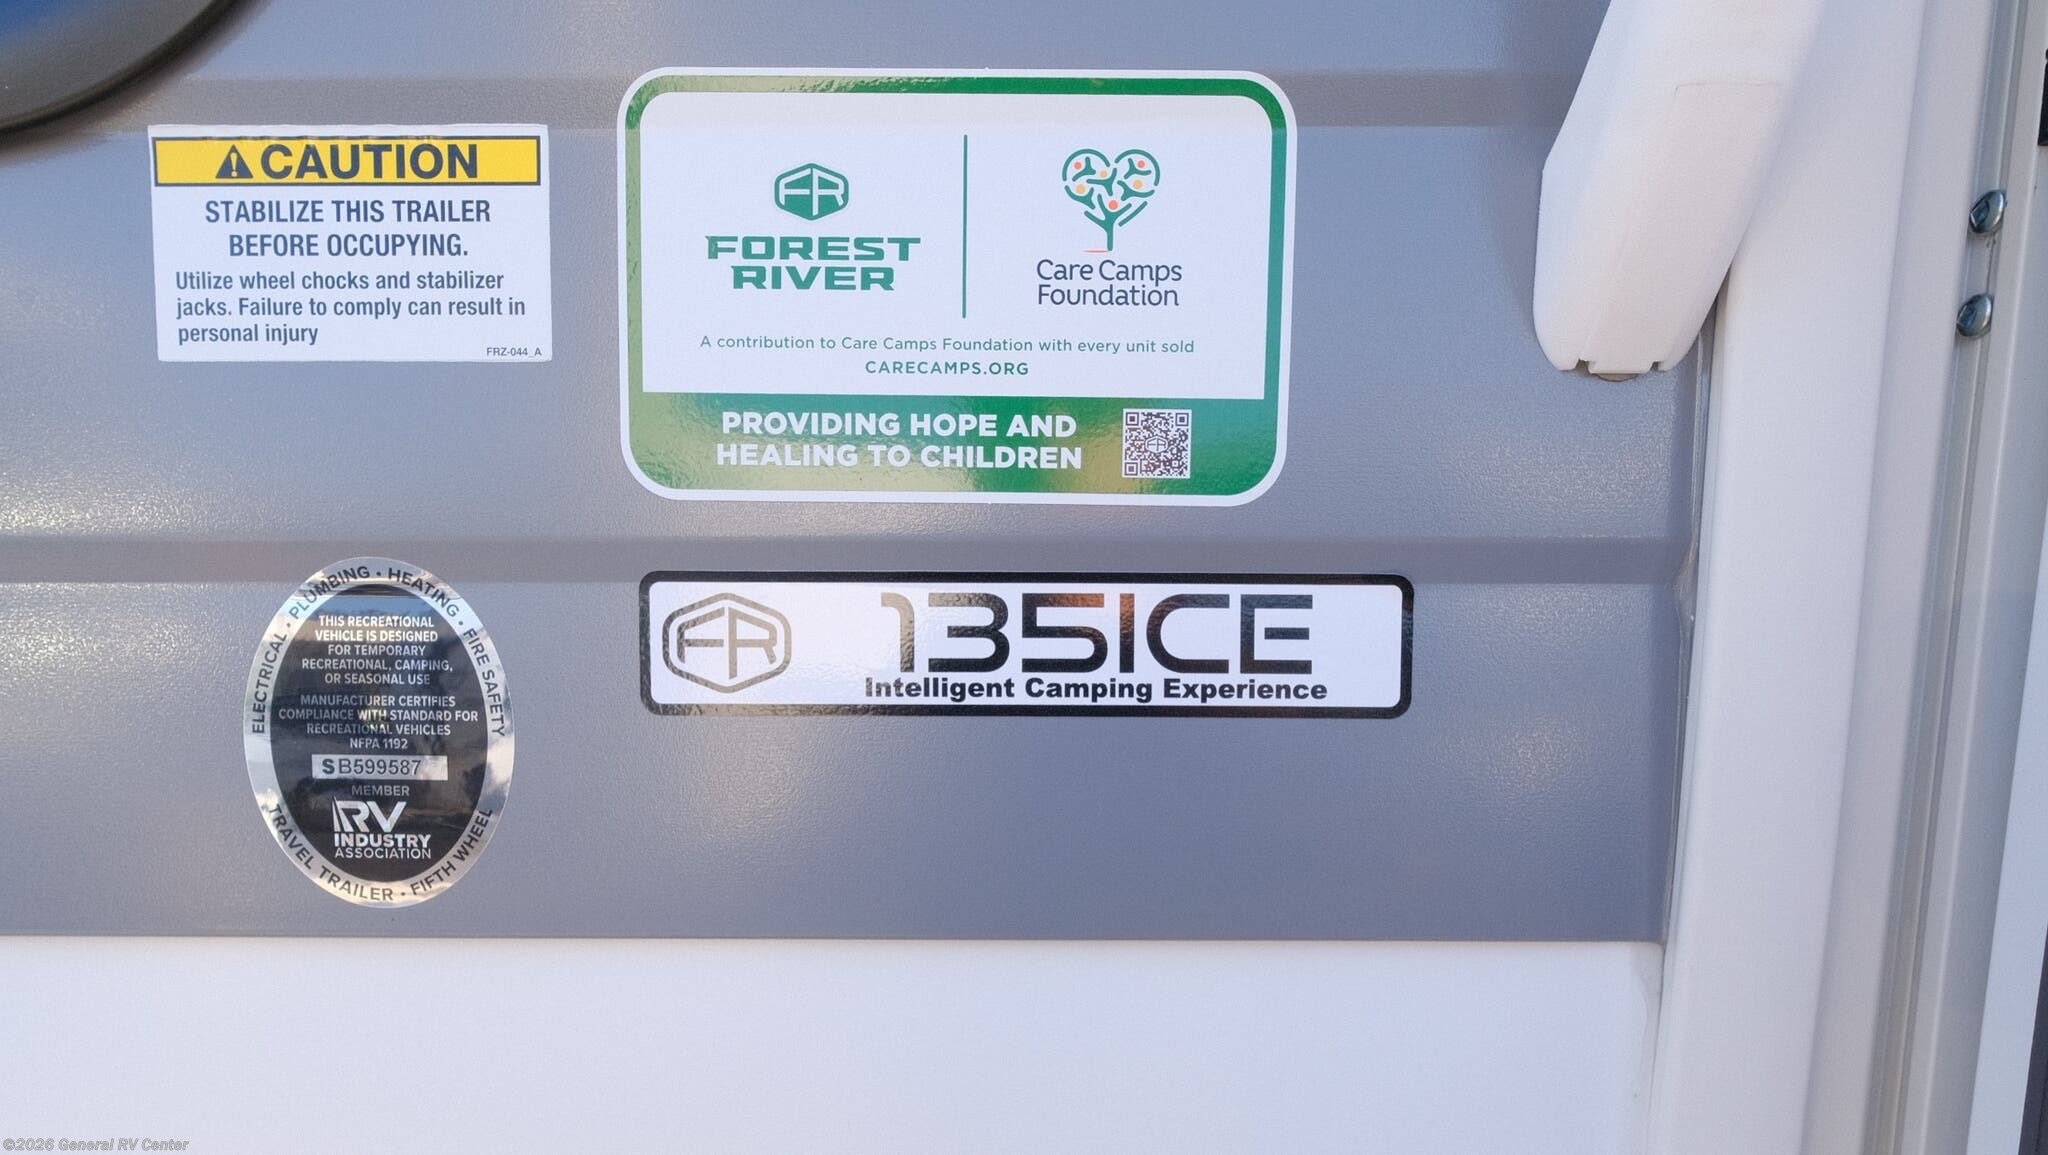 ⚠CAUTION
STABILIZE THIS TRAILER
BEFORE OCCUPYING.
Utilize wheel chocks and stabilizer
jacks. Failure to comply can result in
personal injury
FRZ-044_A
FR
FOREST
RIVER
Care Camps
Foundation
A contribution to Care Camps Foundation with every unit sold
CARECAMPS.ORG
PROVIDING HOPE AND
HEALING TO CHILDREN
ELECTRICAL • PLUMBING • HEATING • FIRE SAFETY
THIS RECREATIONAL
VEHICLE IS DESIGNED
FOR TEMPORARY
RECREATIONAL, CAMPING,
OR SEASONAL USE
MANUFACTURER CERTIFIES
COMPLIANCE WITH STANDARD FOR
RECREATIONAL VEHICLES
NFPA 1192
SB599587
MEMBER
RV
INDUSTRY
ASSOCIATION
TRAVEL TRAILER • FIFTH WHEEL
FR
135ICE
Intelligent Camping Experience
©2026 General RV Center